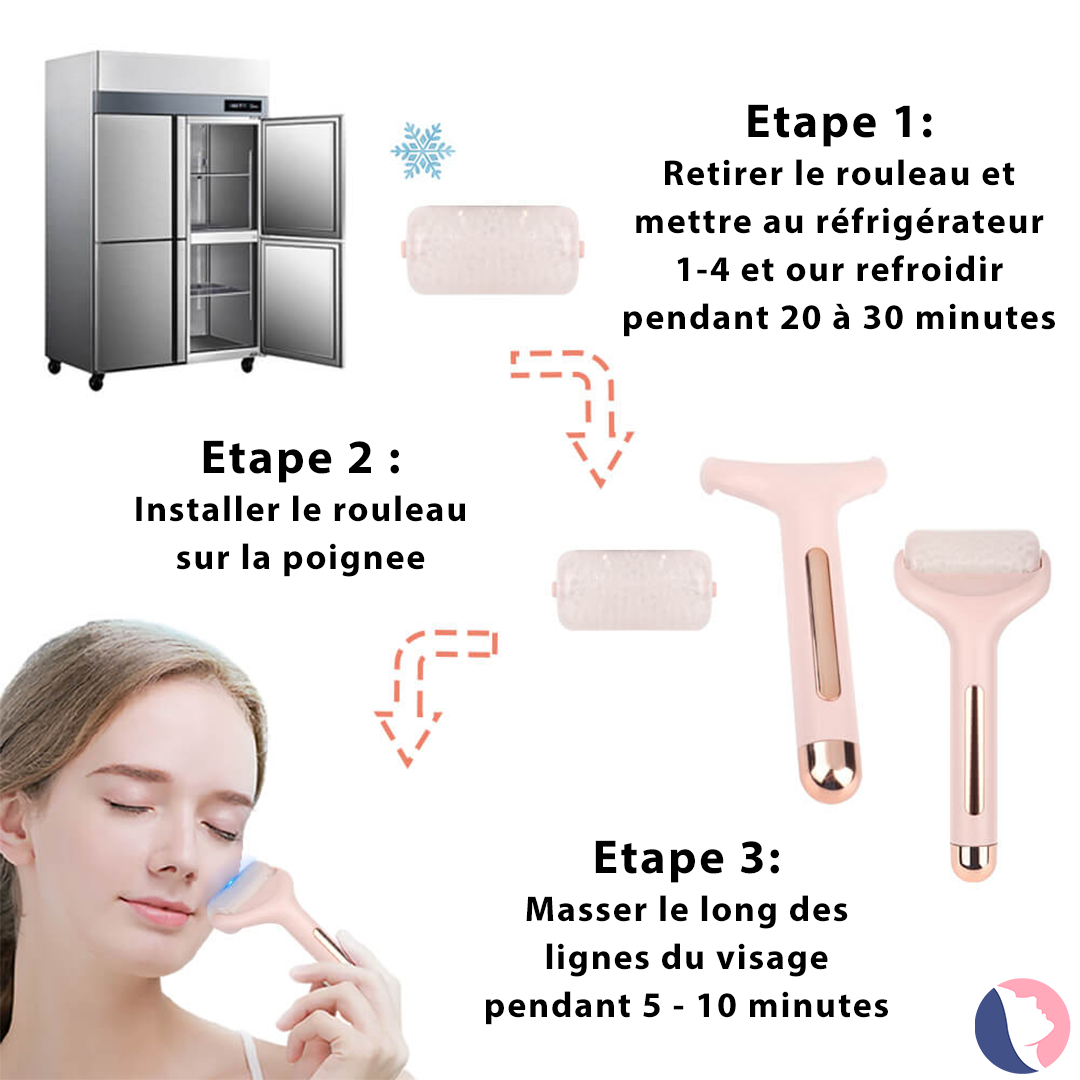 Etape 1:
Retirer le rouleau et
mettre au réfrigérateur
1-4 et our refroidir
pendant 20 à 30 minutes
Etape 2 :
Installer le rouleau
sur la poignee
Etape 3:
Masser le long des
lignes du visage
pendant 5 - 10 minutes